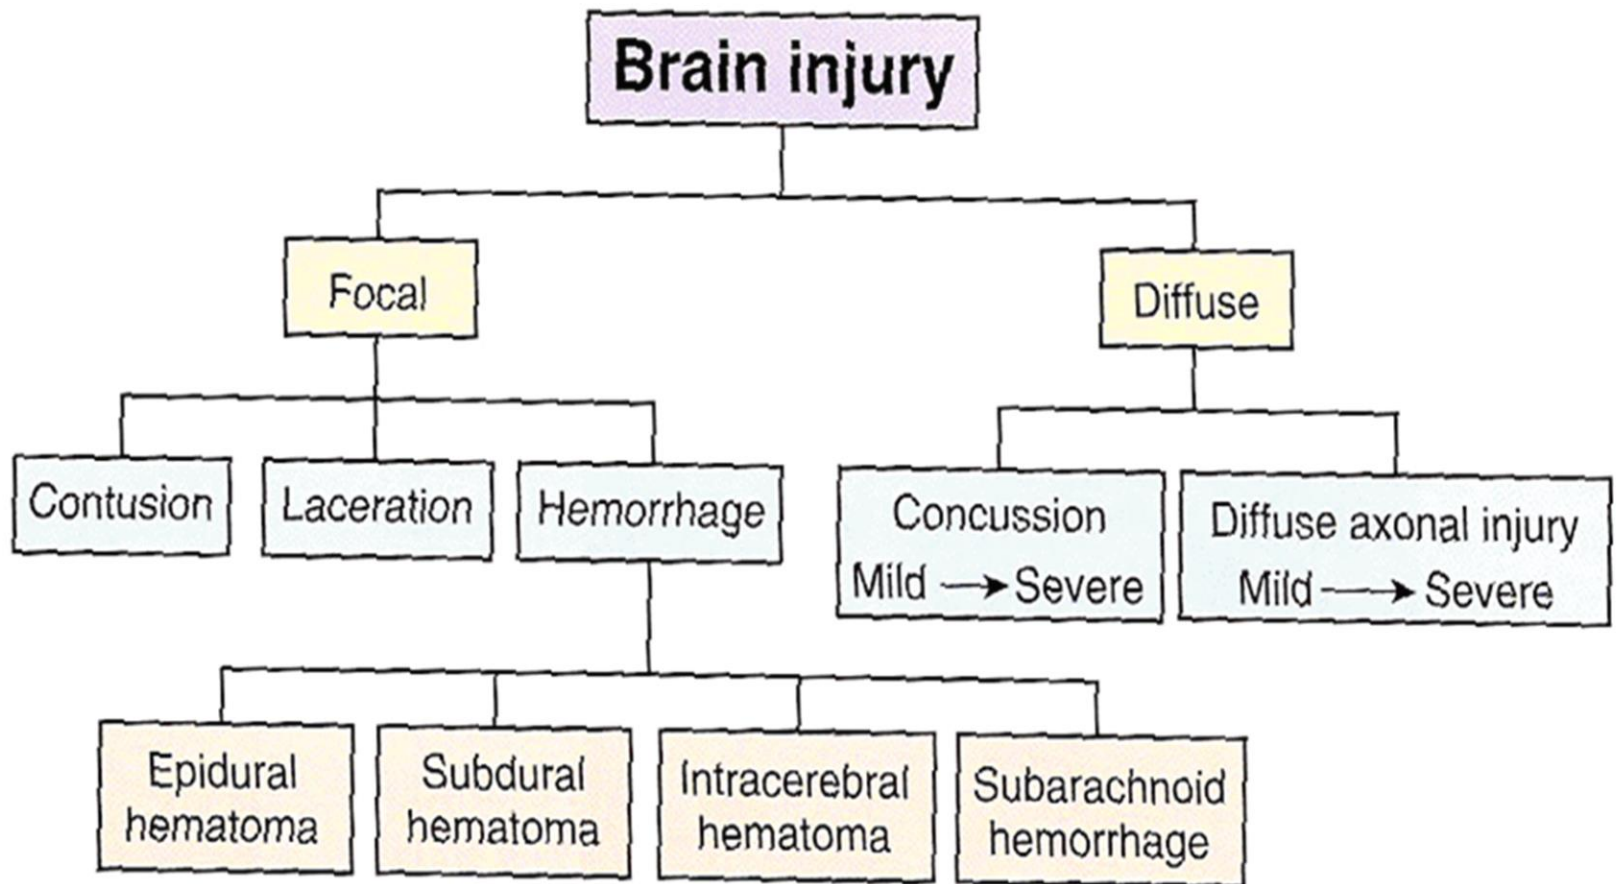 Brain injury
Focal
Diffuse
Contusion
Laceration
Hemorrhage
Concussion
Mild → Severe
Diffuse axonal injury
Mild → Severe
Epidural
hematoma
Subdural
hematoma
Intracerebral
hematoma
Subarachnoid
hemorrhage